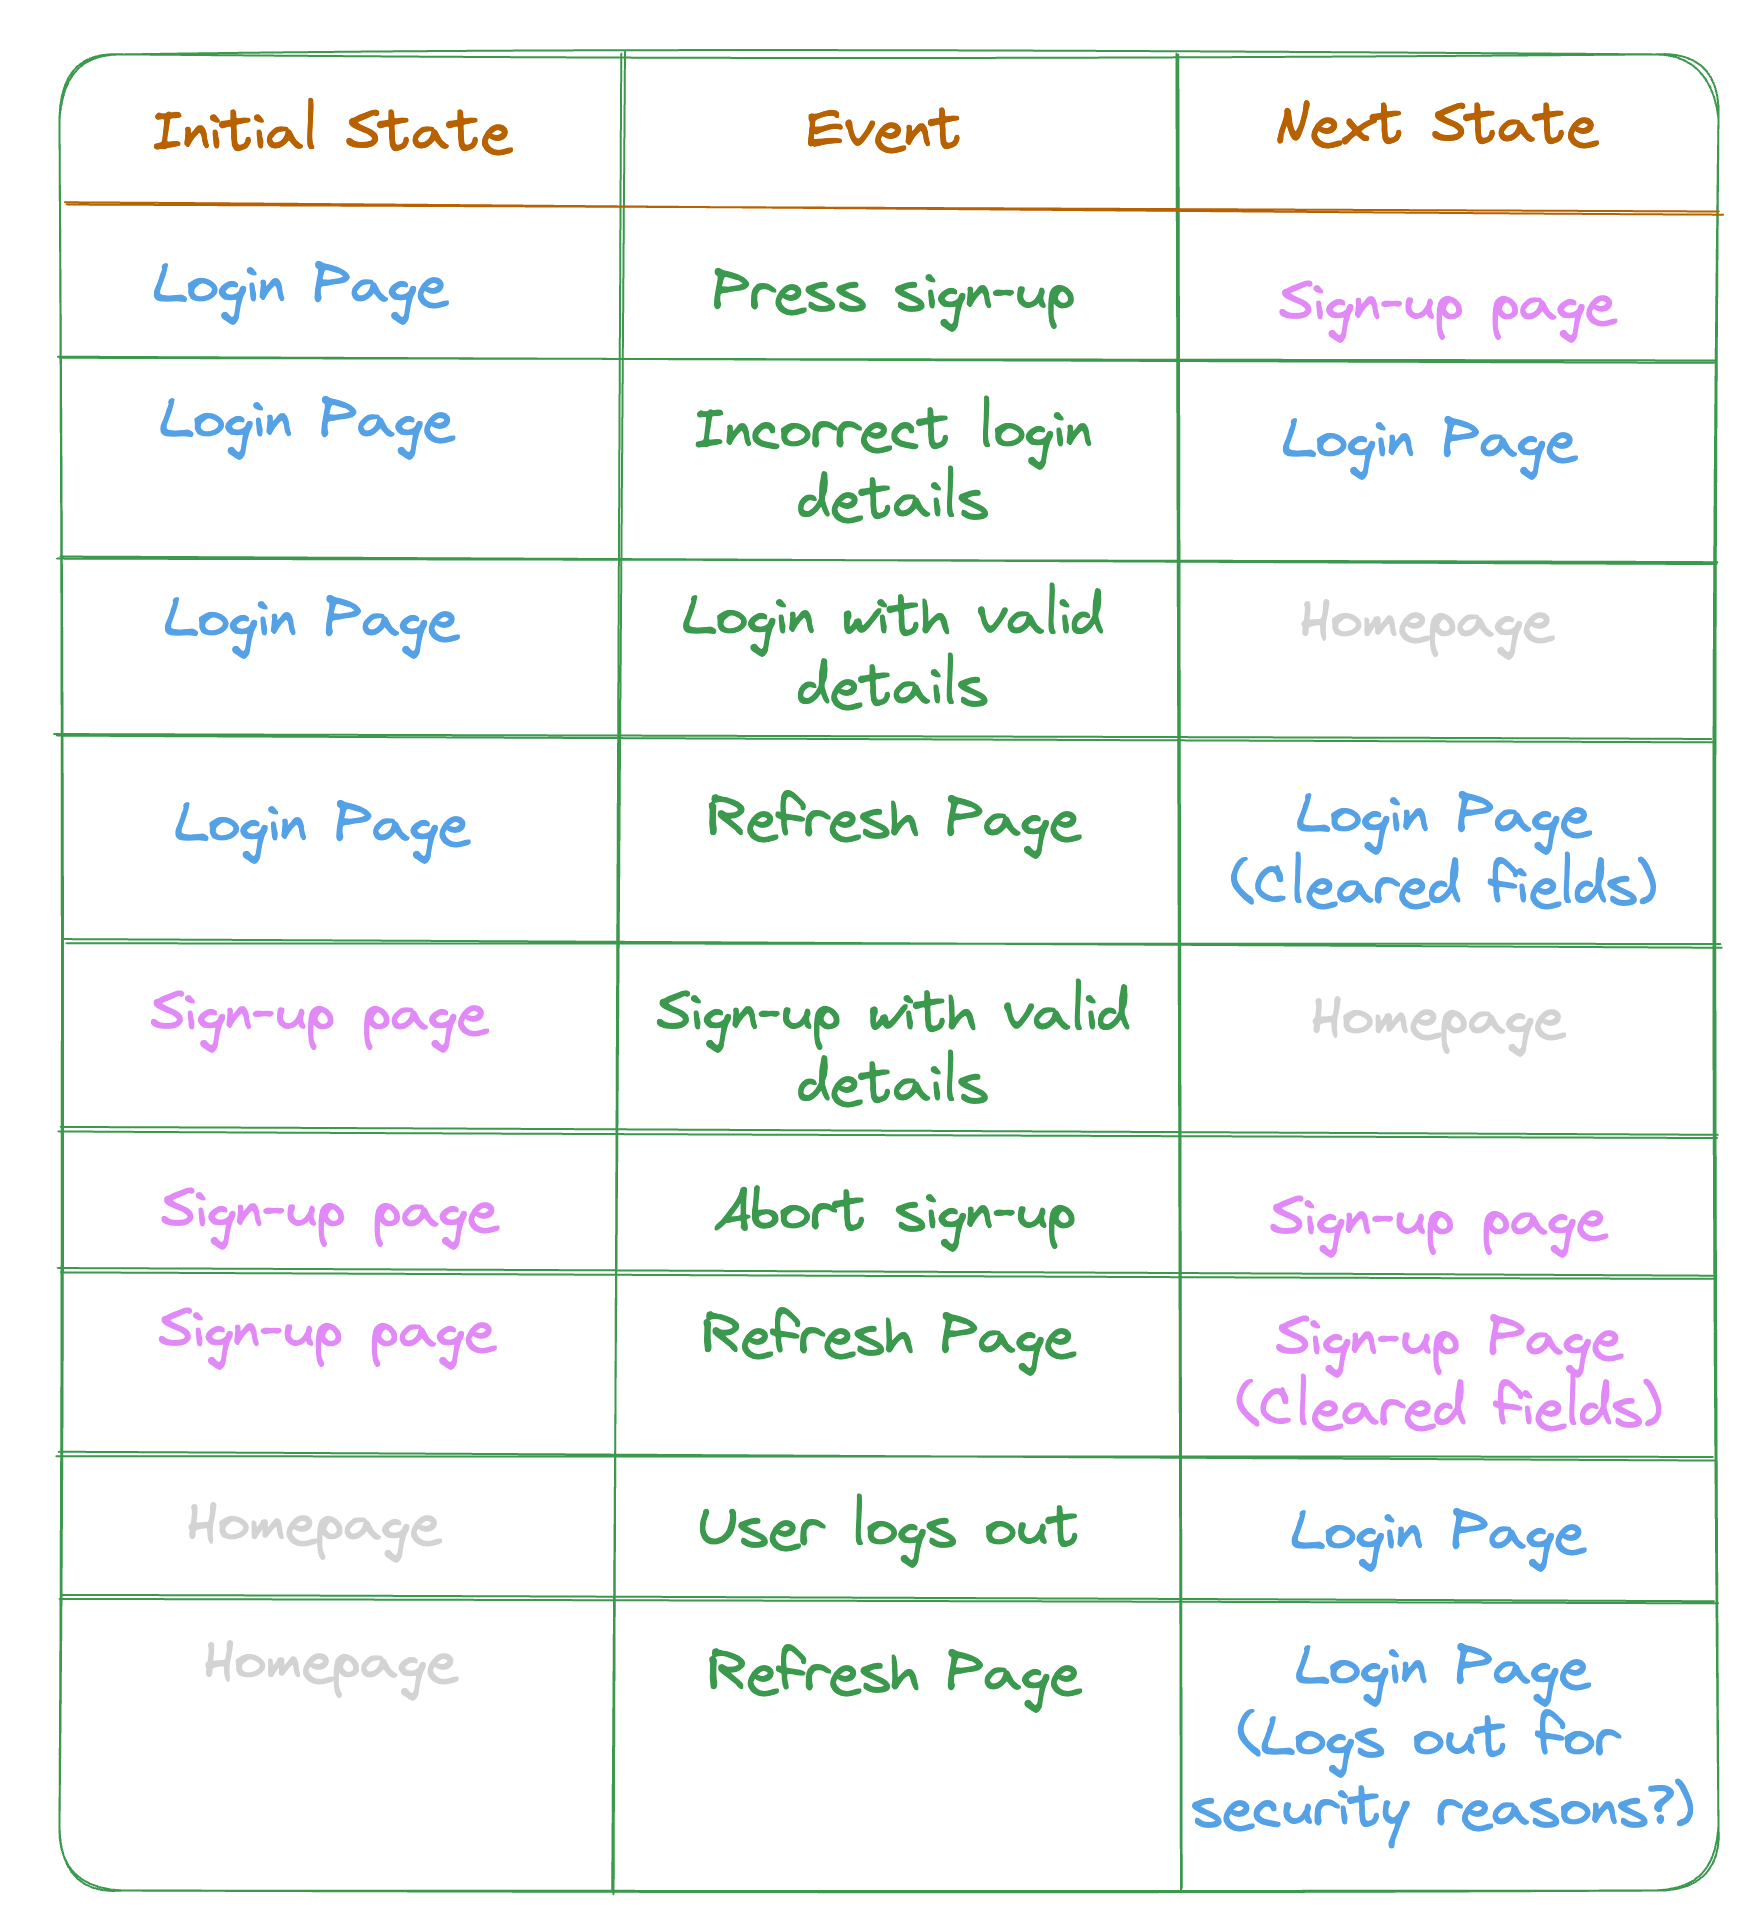 Initial State Event Next State
Login Page Press sign-up Sign-up page
Login Page Incorrect login Login Page
details
Login Page Login with valid Homepage
details
Login Page Refresh Page Login Page
(Cleared fields)
Sign-up page Sign-up with valid Homepage
details
Sign-up page Abort sign-up Sign-up page
Sign-up page Refresh Page Sign-up Page
(Cleared fields)
Homepage User logs out Login Page
Homepage Refresh Page Login Page
(Logs out for
security reasons?)